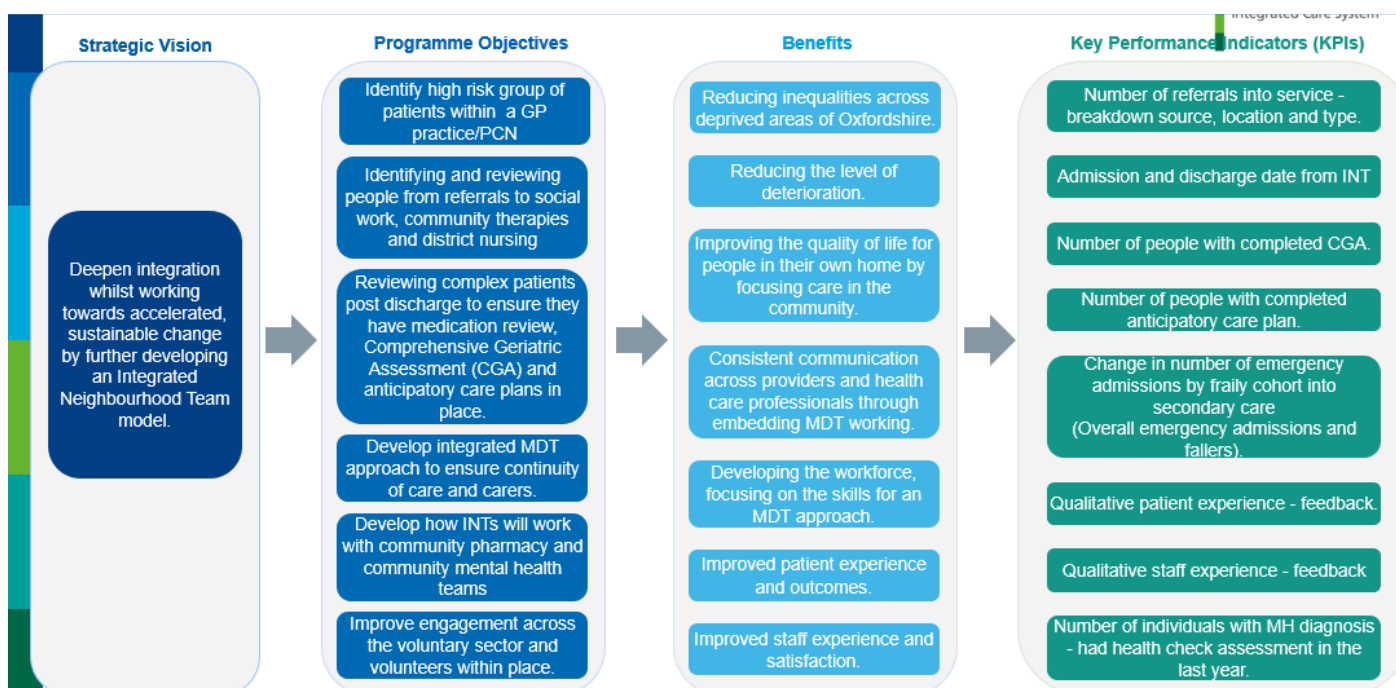 Integrated Care System
Strategic Vision
Programme Objectives
Benefits
Key Performance Indicators (KPIs)
Deepen integration
whilst working
towards accelerated,
sustainable change
by further developing
an Integrated
Neighbourhood Team
model.
Identify high risk group of
patients within a GP
practice/PCN
Identifying and reviewing
people from referrals to social
work, community therapies
and district nursing
Reviewing complex patients
post discharge to ensure they
have medication review,
Comprehensive Geriatric
Assessment (CGA) and
anticipatory care plans in
place.
Develop integrated MDT
approach to ensure continuity
of care and carers.
Develop how INTs will work
with community pharmacy and
community mental health
teams
Improve engagement across
the voluntary sector and
volunteers within place.
Reducing inequalities across
deprived areas of Oxfordshire.
Reducing the level of
deterioration.
Improving the quality of life for
people in their own home by
focusing care in the
community.
Consistent communication
across providers and health
care professionals through
embedding MDT working.
Developing the workforce,
focusing on the skills for an
MDT approach.
Improved patient experience
and outcomes.
Improved staff experience and
satisfaction.
Number of referrals into service -
breakdown source, location and type.
Admission and discharge date from INT
Number of people with completed CGA.
Number of people with completed
anticipatory care plan.
Change in number of emergency
admissions by fraily cohort into
secondary care
(Overall emergency admissions and
fallers).
Qualitative patient experience - feedback.
Qualitative staff experience - feedback
Number of individuals with MH diagnosis
- had health check assessment in the
last year.